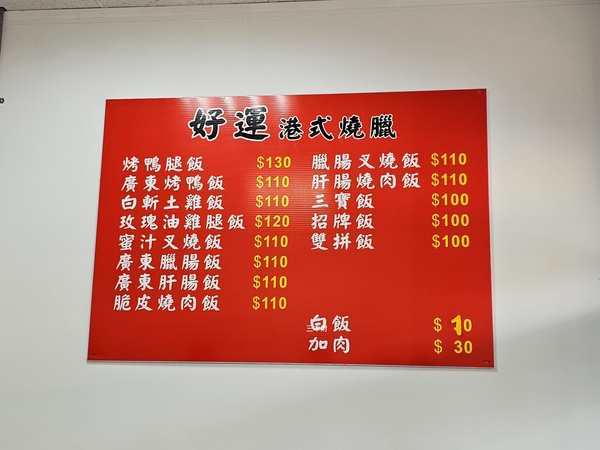 好運 港式燒臘
烤鴨腿飯 $130
廣東烤鴨飯 $110
白斬土雞飯 $110
玫瑰油雞腿飯 $120
蜜汁叉燒飯 $110
廣東臘腸飯 $110
廣東肝腸飯 $110
脆皮燒肉飯 $110
臘腸叉燒飯 $110
肝腸燒肉飯 $110
三寶飯 $100
招牌飯 $100
雙拼飯 $100
白飯 $10
加肉 $30